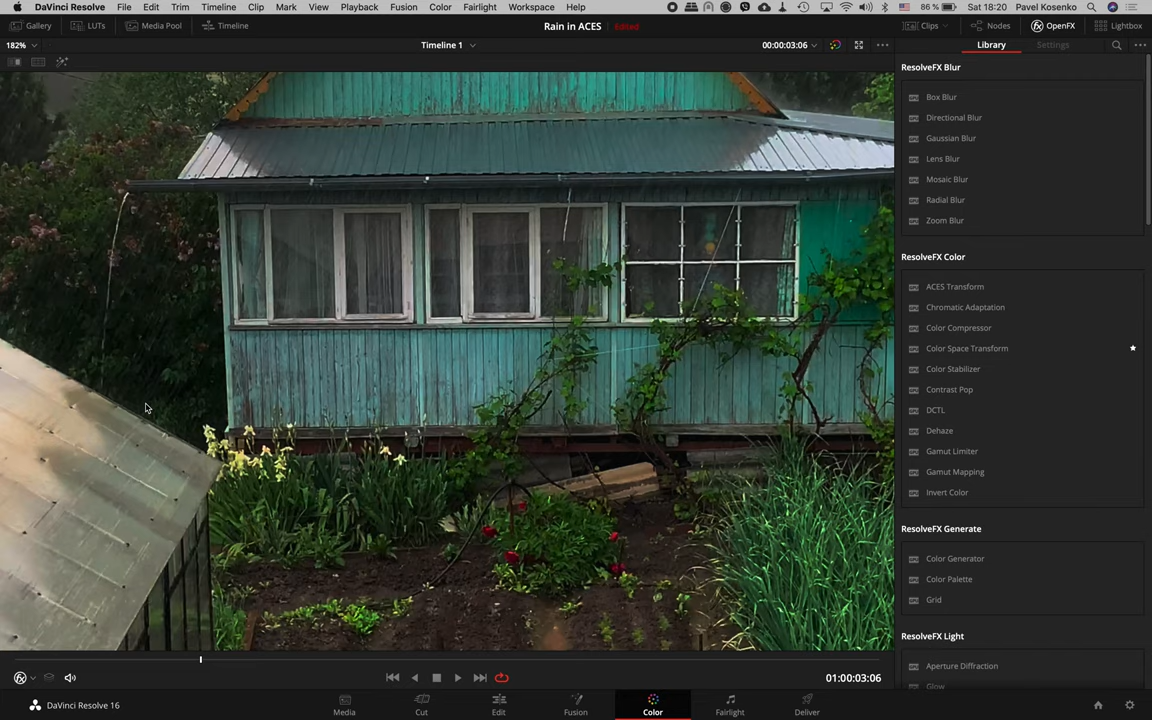 DaVinci Resolve File Edit Trim Timeline Clip Mark View Playback Fusion Color Fairlight Workspace Help 86 % Sat 18:20 Pavel Kosenko
Gallery LUTs Media Pool Timeline Rain in ACES Edited Clips Nodes OpenFX Lightbox
182% Timeline 1 00:00:03:06 Library Settings
ResolveFX Blur
Box Blur
Directional Blur
Gaussian Blur
Lens Blur
Mosaic Blur
Radial Blur
Zoom Blur
ResolveFX Color
ACES Transform
Chromatic Adaptation
Color Compressor
Color Space Transform
Color Stabilizer
Contrast Pop
DCTL
Dehaze
Gamut Limiter
Gamut Mapping
Invert Color
ResolveFX Generate
Color Generator
Color Palette
Grid
ResolveFX Light
Aperture Diffraction
Glow
01:00:03:06
DaVinci Resolve 16 Media Cut Edit Fusion Color Fairlight Deliver